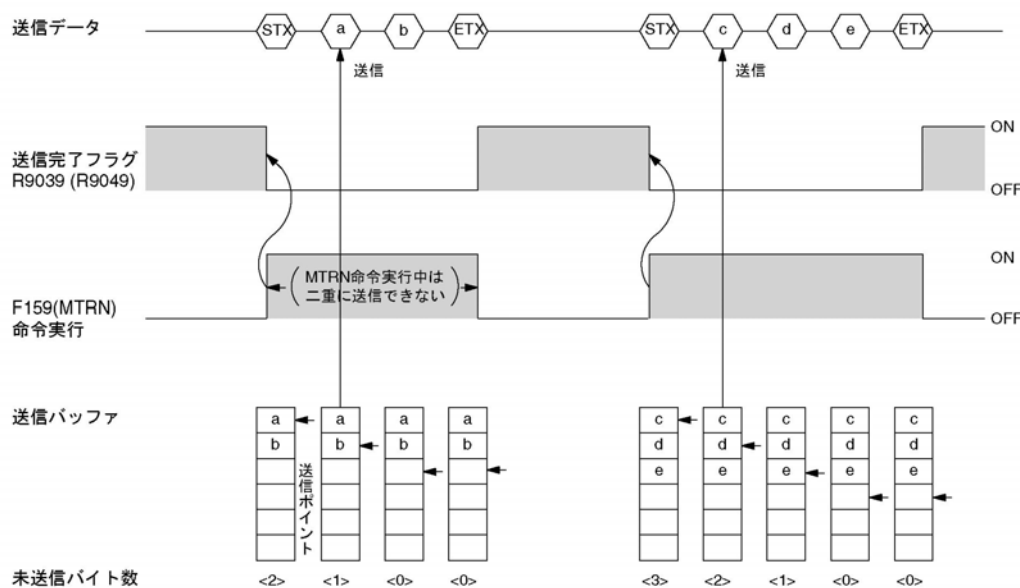 送信データ
STX a b ETX STX c d e ETX
送信 送信
ON
送信完了フラグ
R9039 (R9049)
OFF
ON
(MTRN命令実行中は
二重に送信できない)
F159(MTRN)
命令実行
OFF
送信バッファ
a a a a c c c c c
b b b b d d d d d
e e e e e
送信ポイント
未送信バイト数
<2> <1> <0> <0> <3> <2> <1> <0> <0>